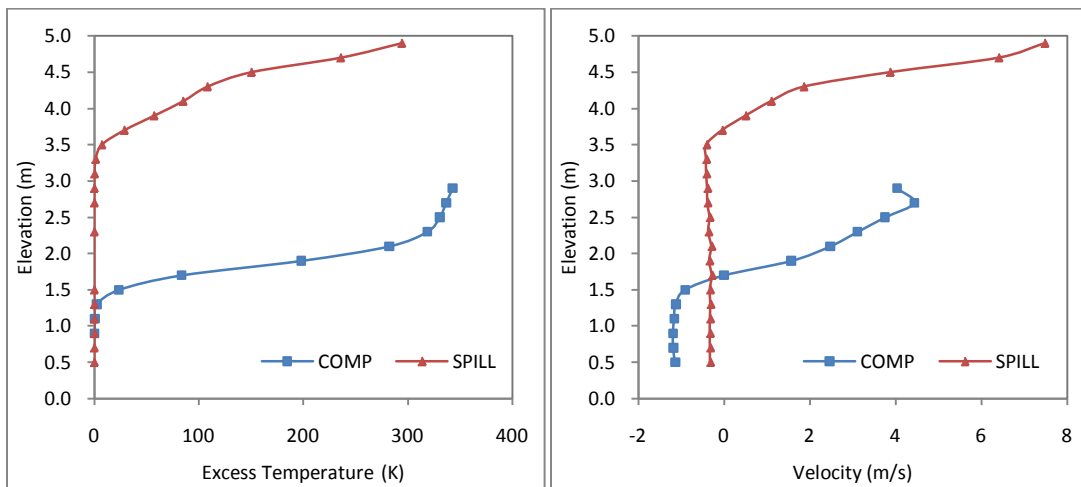 Elevation (m)
5.0
4.5
4.0
3.5
3.0
2.5
2.0
1.5
1.0
0.5
0.0
COMP SPILL
0 100 200 300 400
Excess Temperature (K)
Elevation (m)
5.0
4.5
4.0
3.5
3.0
2.5
2.0
1.5
1.0
0.5
0.0
COMP SPILL
-2 0 2 4 6 8
Velocity (m/s)